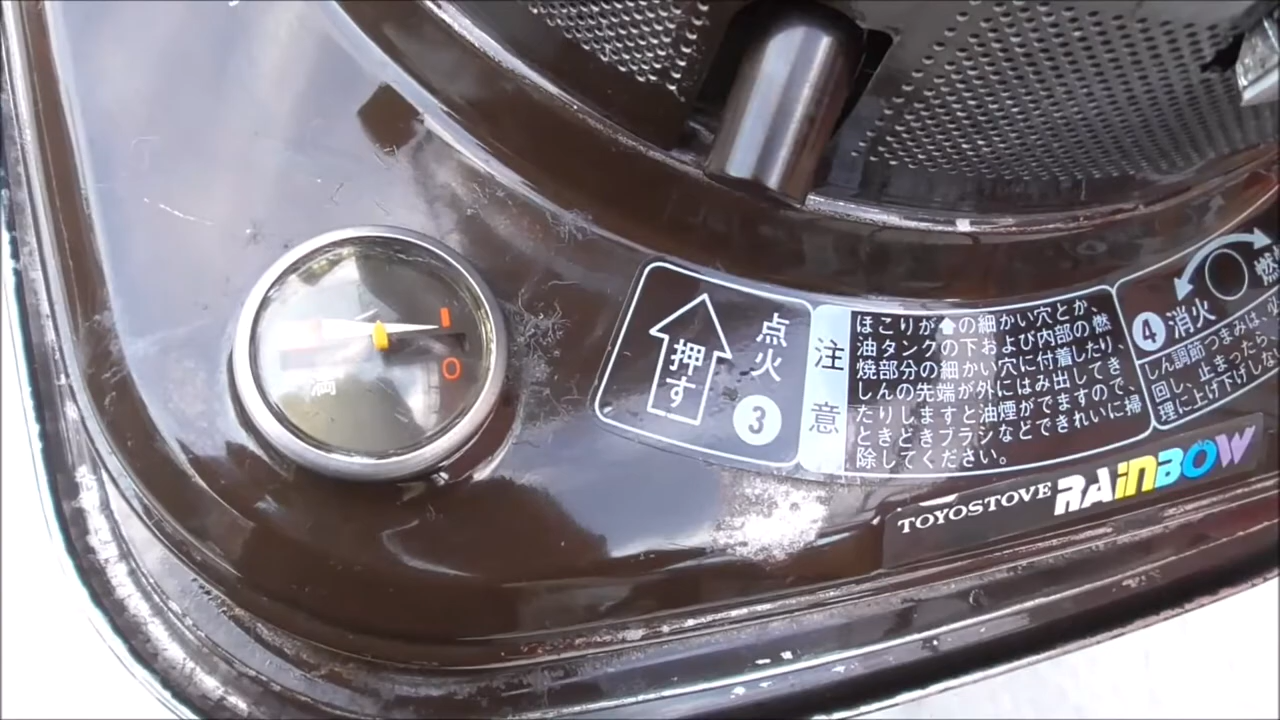 満
O
押す
点火
3
注意
ほこりが⬆の細かい穴とか、
油タンクの下および内部の燃
焼部分の細かい穴に付着したり、
しんの先端が外にはみ出してき
たりしますと油煙がでますので、
ときどきブラシなどできれいに掃
除してください。
4 消火
しん調節つまみは、
回し、止まったら、
理に上げ下げしな
TOYOSTOVE RAINBOW